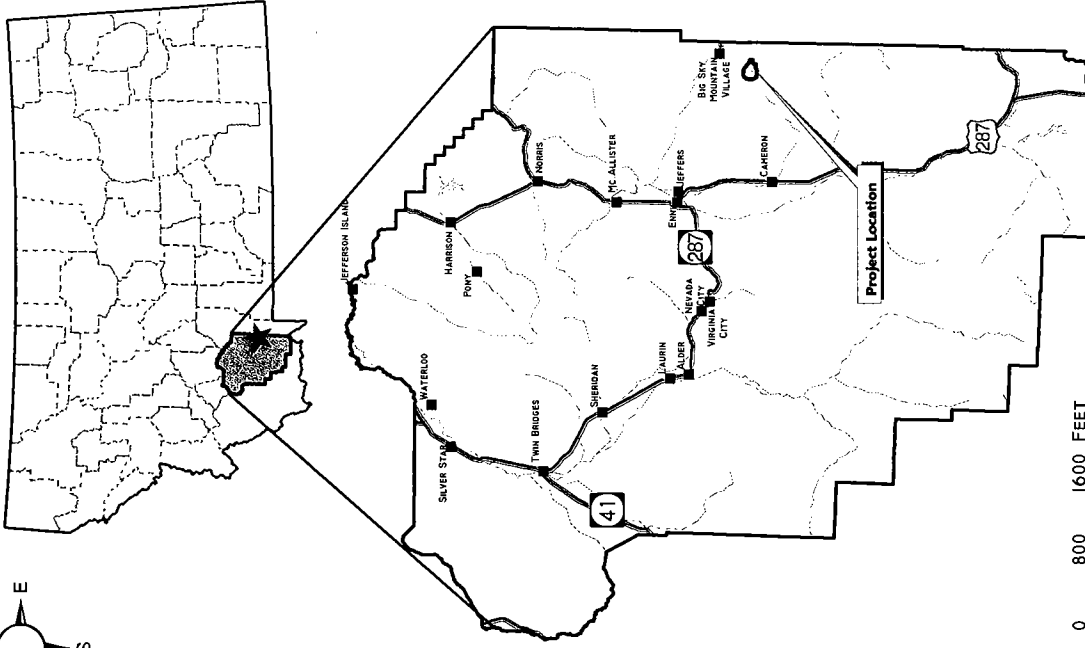 E
S
JEFFERSON ISLAND
WATERLOO
HARRISON
SILVER STAR
PONY
NORRIS
TWIN BRIDGES
SHERIDAN
MC ALLISTER
41
LAURIN
ALDER
NEVADA
CITY
VIRGINIA
CITY
287
ENNIS
JEFFERS
CAMERON
BIG SKY
MOUNTAIN
VILLAGE
Project Location
287
0 800 1600 FEET